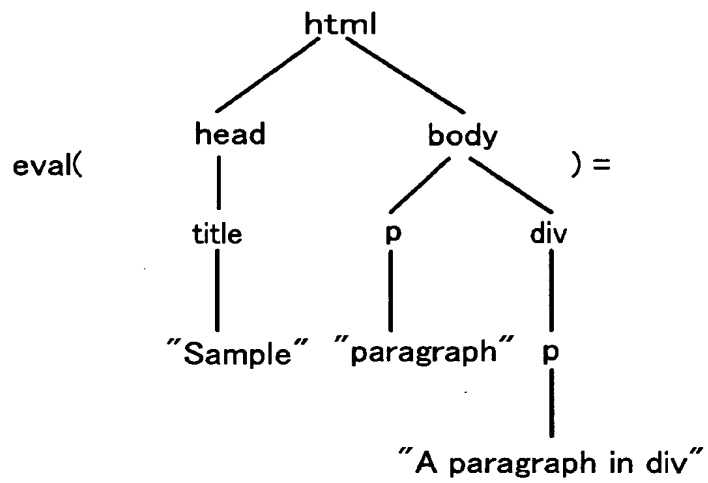 html
head body
eval( ) =
title p div
"Sample" "paragraph" p
"A paragraph in div"